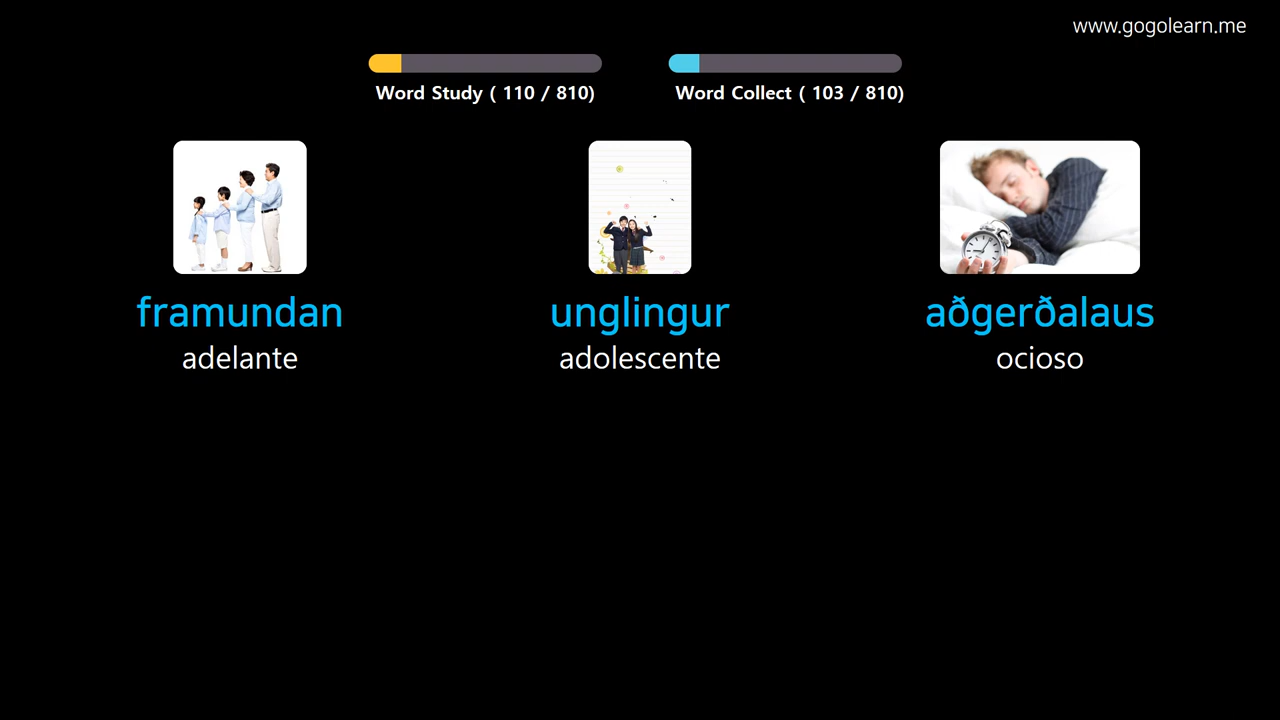 www.gogolearn.me
Word Study ( 110 / 810)
Word Collect ( 103 / 810)
framundan
adelante
unglingur
adolescente
aðgerðalaus
ocioso